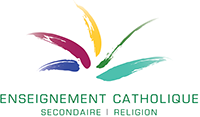 ENSEIGNEMENT CATHOLIQUE
SECONDAIRE | RELIGION